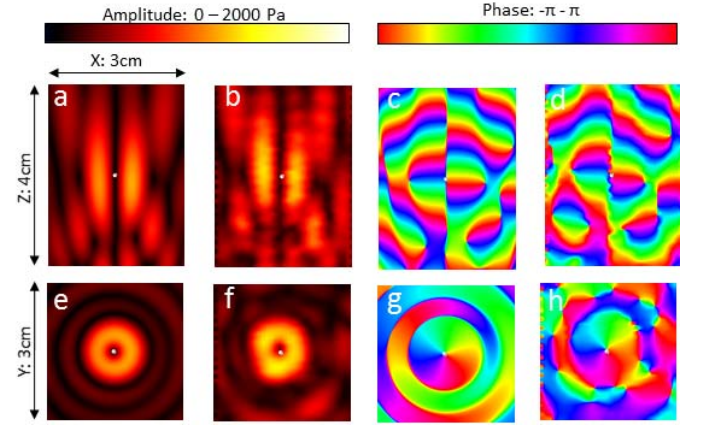 Amplitude: 0 – 2000 Pa
Phase: -π - π
X: 3cm
a
b
c
d
Z: 4cm
e
f
g
h
Y: 3cm